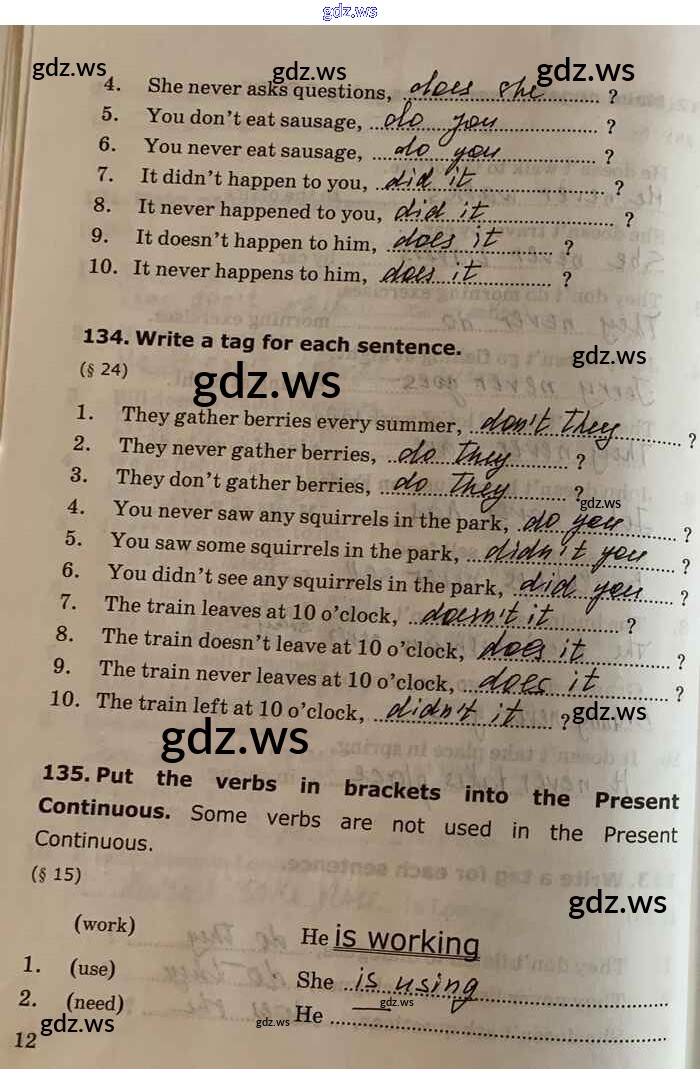 gdz.ws
gdz.ws gdz.ws gdz.ws
4. She never asks questions, does she ?
5. You don't eat sausage, do you ?
6. You never eat sausage, do you ?
7. It didn't happen to you, did it ?
8. It never happened to you, did it ?
9. It doesn't happen to him, does it ?
10. It never happens to him, does it ?
134. Write a tag for each sentence.
gdz.ws
(§ 24)
gdz.ws
1. They gather berries every summer, don't they ?
2. They never gather berries, do they ?
3. They don't gather berries, do they ?
gdz.ws
4. You never saw any squirrels in the park, do you ?
5. You saw some squirrels in the park, didn't you ?
6. You didn't see any squirrels in the park, did you ?
7. The train leaves at 10 o'clock, doesn't it ?
8. The train doesn't leave at 10 o'clock, does it ?
9. The train never leaves at 10 o'clock, does it ?
10. The train left at 10 o'clock, didn't it ?
gdz.ws
gdz.ws
135. Put the verbs in brackets into the Present
Continuous. Some verbs are not used in the Present
Continuous.
(§ 15)
gdz.ws
(work) He is working
1. (use) She is using
gdz.ws
2. (need) He
gdz.ws gdz.ws
12